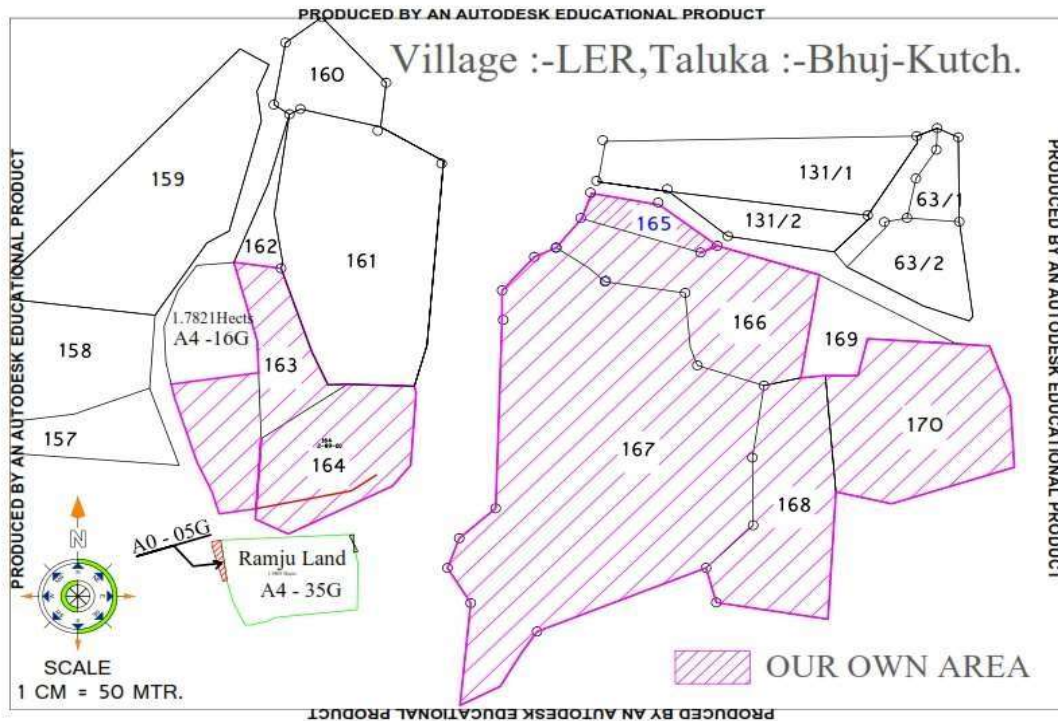 PRODUCED BY AN AUTODESK EDUCATIONAL PRODUCT
Village :-LER,Taluka :-Bhuj-Kutch.
160
159
131/1
63/1
165
131/2
162
161
63/2
1.7821Hects
A4 -16G
166
158
163
169
157
164
167
170
168
A0 - 05G
N
Ramju Land
A4 - 35G
SCALE
1 CM = 50 MTR.
OUR OWN AREA
PRODUCED BY AN AUTODESK EDUCATIONAL PRODUCT
PRODUCED BY AN AUTODESK EDUCATIONAL PRODUCT
PRODUCED BY AN AUTODESK EDUCATIONAL PRODUCT